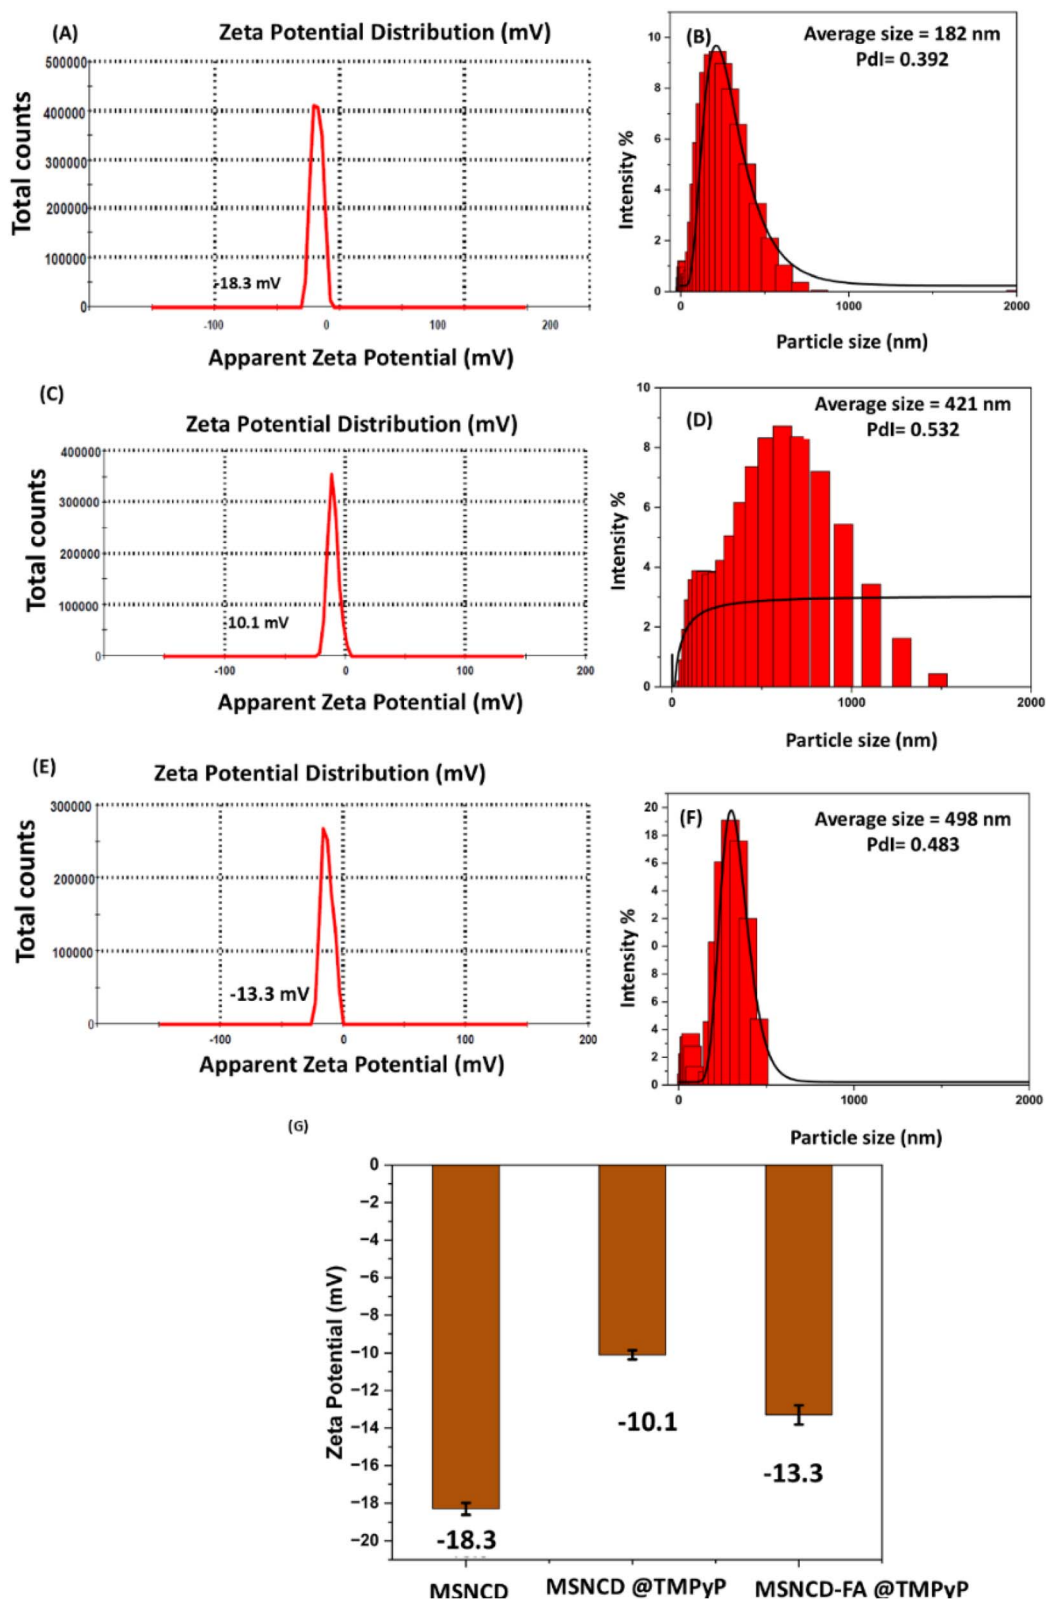 (A)
Zeta Potential Distribution (mV)
500000
400000
300000
200000
100000
0
Total counts
-18.3 mV
-100
0
100
200
Apparent Zeta Potential (mV)
(B)
Average size = 182 nm
PdI= 0.392
10
8
6
4
2
0
Intensity %
0
1000
2000
Particle size (nm)
(C)
Zeta Potential Distribution (mV)
400000
300000
200000
100000
0
Total counts
10.1 mV
-100
0
100
200
Apparent Zeta Potential (mV)
(D)
Average size = 421 nm
PdI= 0.532
10
8
6
4
2
0
Intensity %
0
1000
2000
Particle size (nm)
(E)
Zeta Potential Distribution (mV)
300000
200000
100000
0
Total counts
-13.3 mV
-100
0
100
200
Apparent Zeta Potential (mV)
(F)
Average size = 498 nm
PdI= 0.483
20
18
16
14
12
10
8
6
4
2
0
Intensity %
0
1000
2000
Particle size (nm)
(G)
0
−2
−4
−6
−8
−10
−12
−14
−16
−18
−20
Zeta Potential (mV)
-18.3
-10.1
-13.3
MSNCD
MSNCD @TMPyP
MSNCD-FA @TMPyP